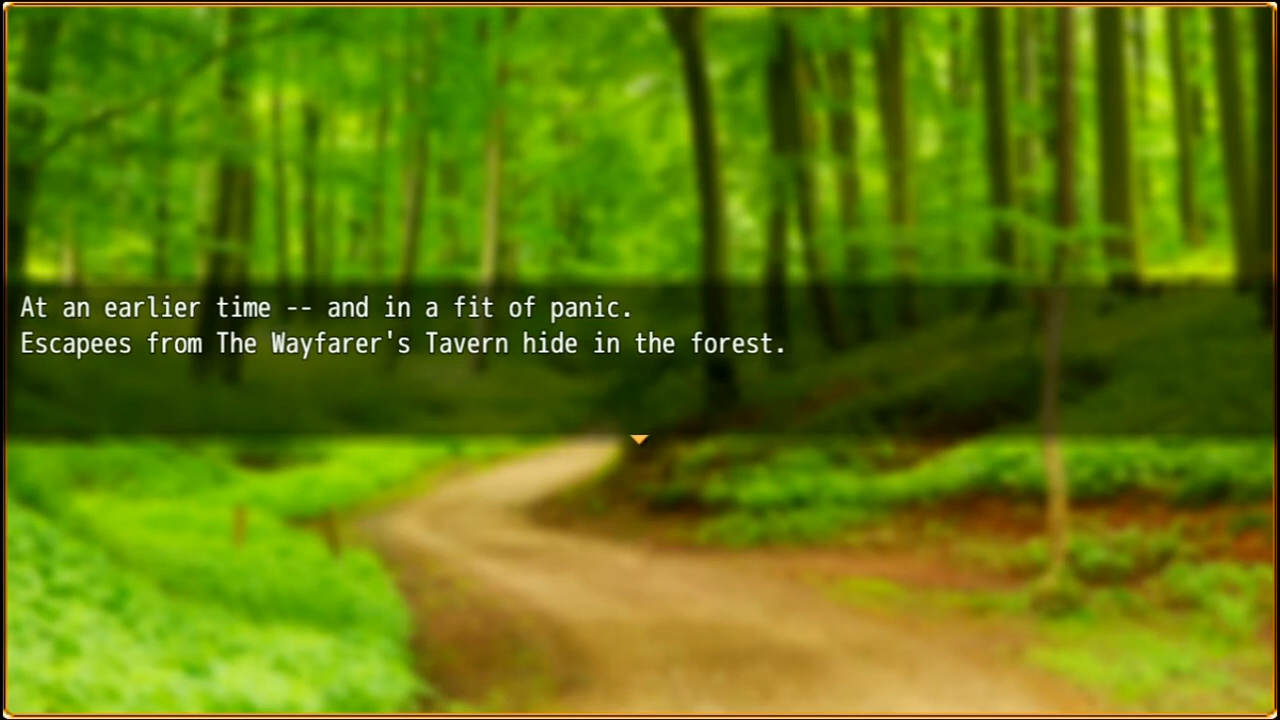 At an earlier time -- and in a fit of panic.
Escapees from The Wayfarer's Tavern hide in the forest.